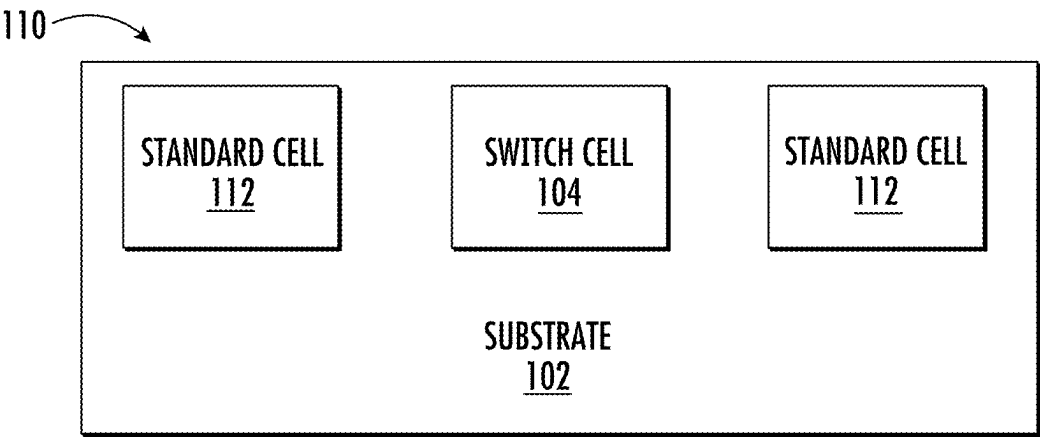 110
STANDARD CELL
112
SWITCH CELL
104
STANDARD CELL
112
SUBSTRATE
102